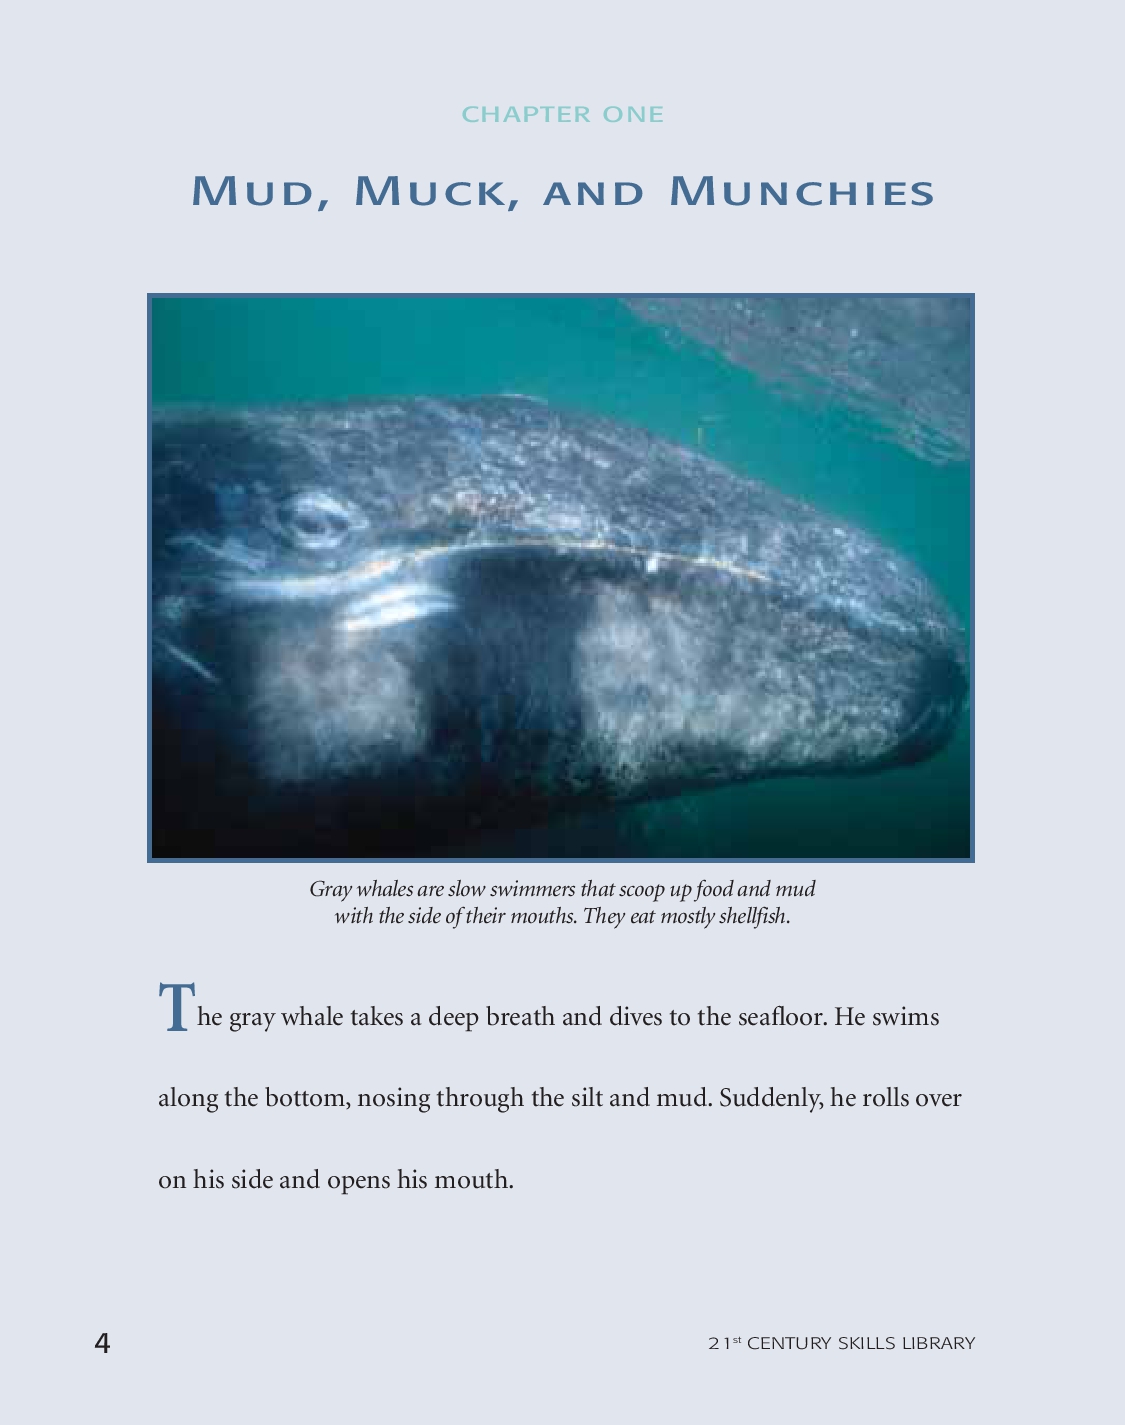 CHAPTER ONE
MUD, MUCK, AND MUNCHIES
Gray whales are slow swimmers that scoop up food and mud
with the side of their mouths. They eat mostly shellfish.
The gray whale takes a deep breath and dives to the seafloor. He swims
along the bottom, nosing through the silt and mud. Suddenly, he rolls over
on his side and opens his mouth.
4
21st CENTURY SKILLS LIBRARY